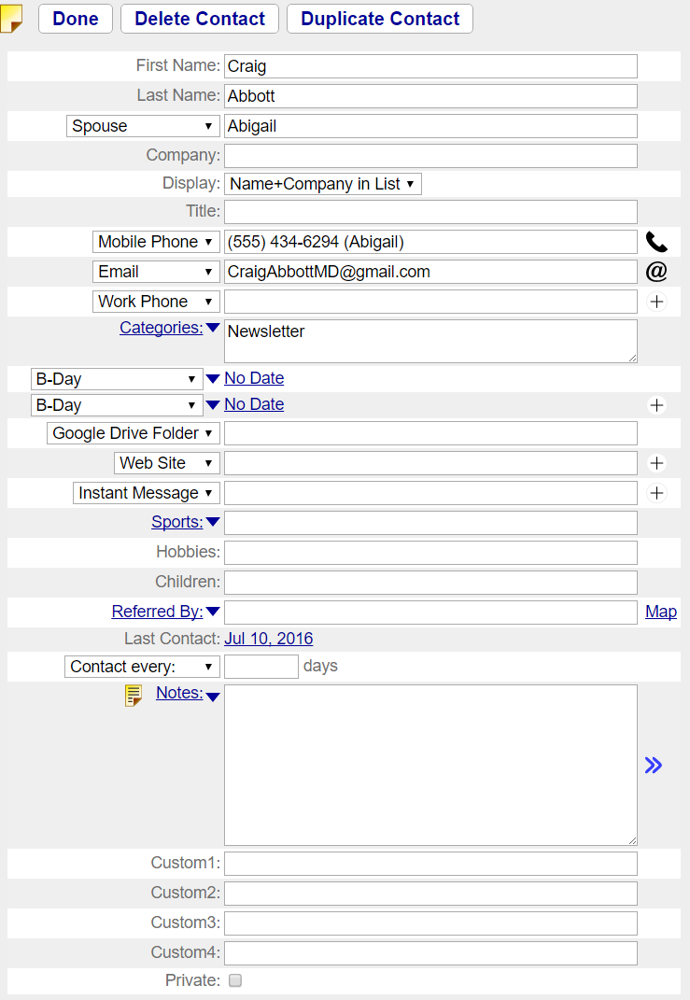 Done Delete Contact Duplicate Contact
First Name: Craig
Last Name: Abbott
Spouse Abigail
Company:
Display: Name+Company in List
Title:
Mobile Phone (555) 434-6294 (Abigail)
Email CraigAbbottMD@gmail.com @
Work Phone +
Categories: Newsletter
B-Day No Date
B-Day No Date +
Google Drive Folder
Web Site +
Instant Message +
Sports:
Hobbies:
Children:
Referred By: Map
Last Contact: Jul 10, 2016
Contact every: days
Notes:
Custom1:
Custom2:
Custom3:
Custom4:
Private: